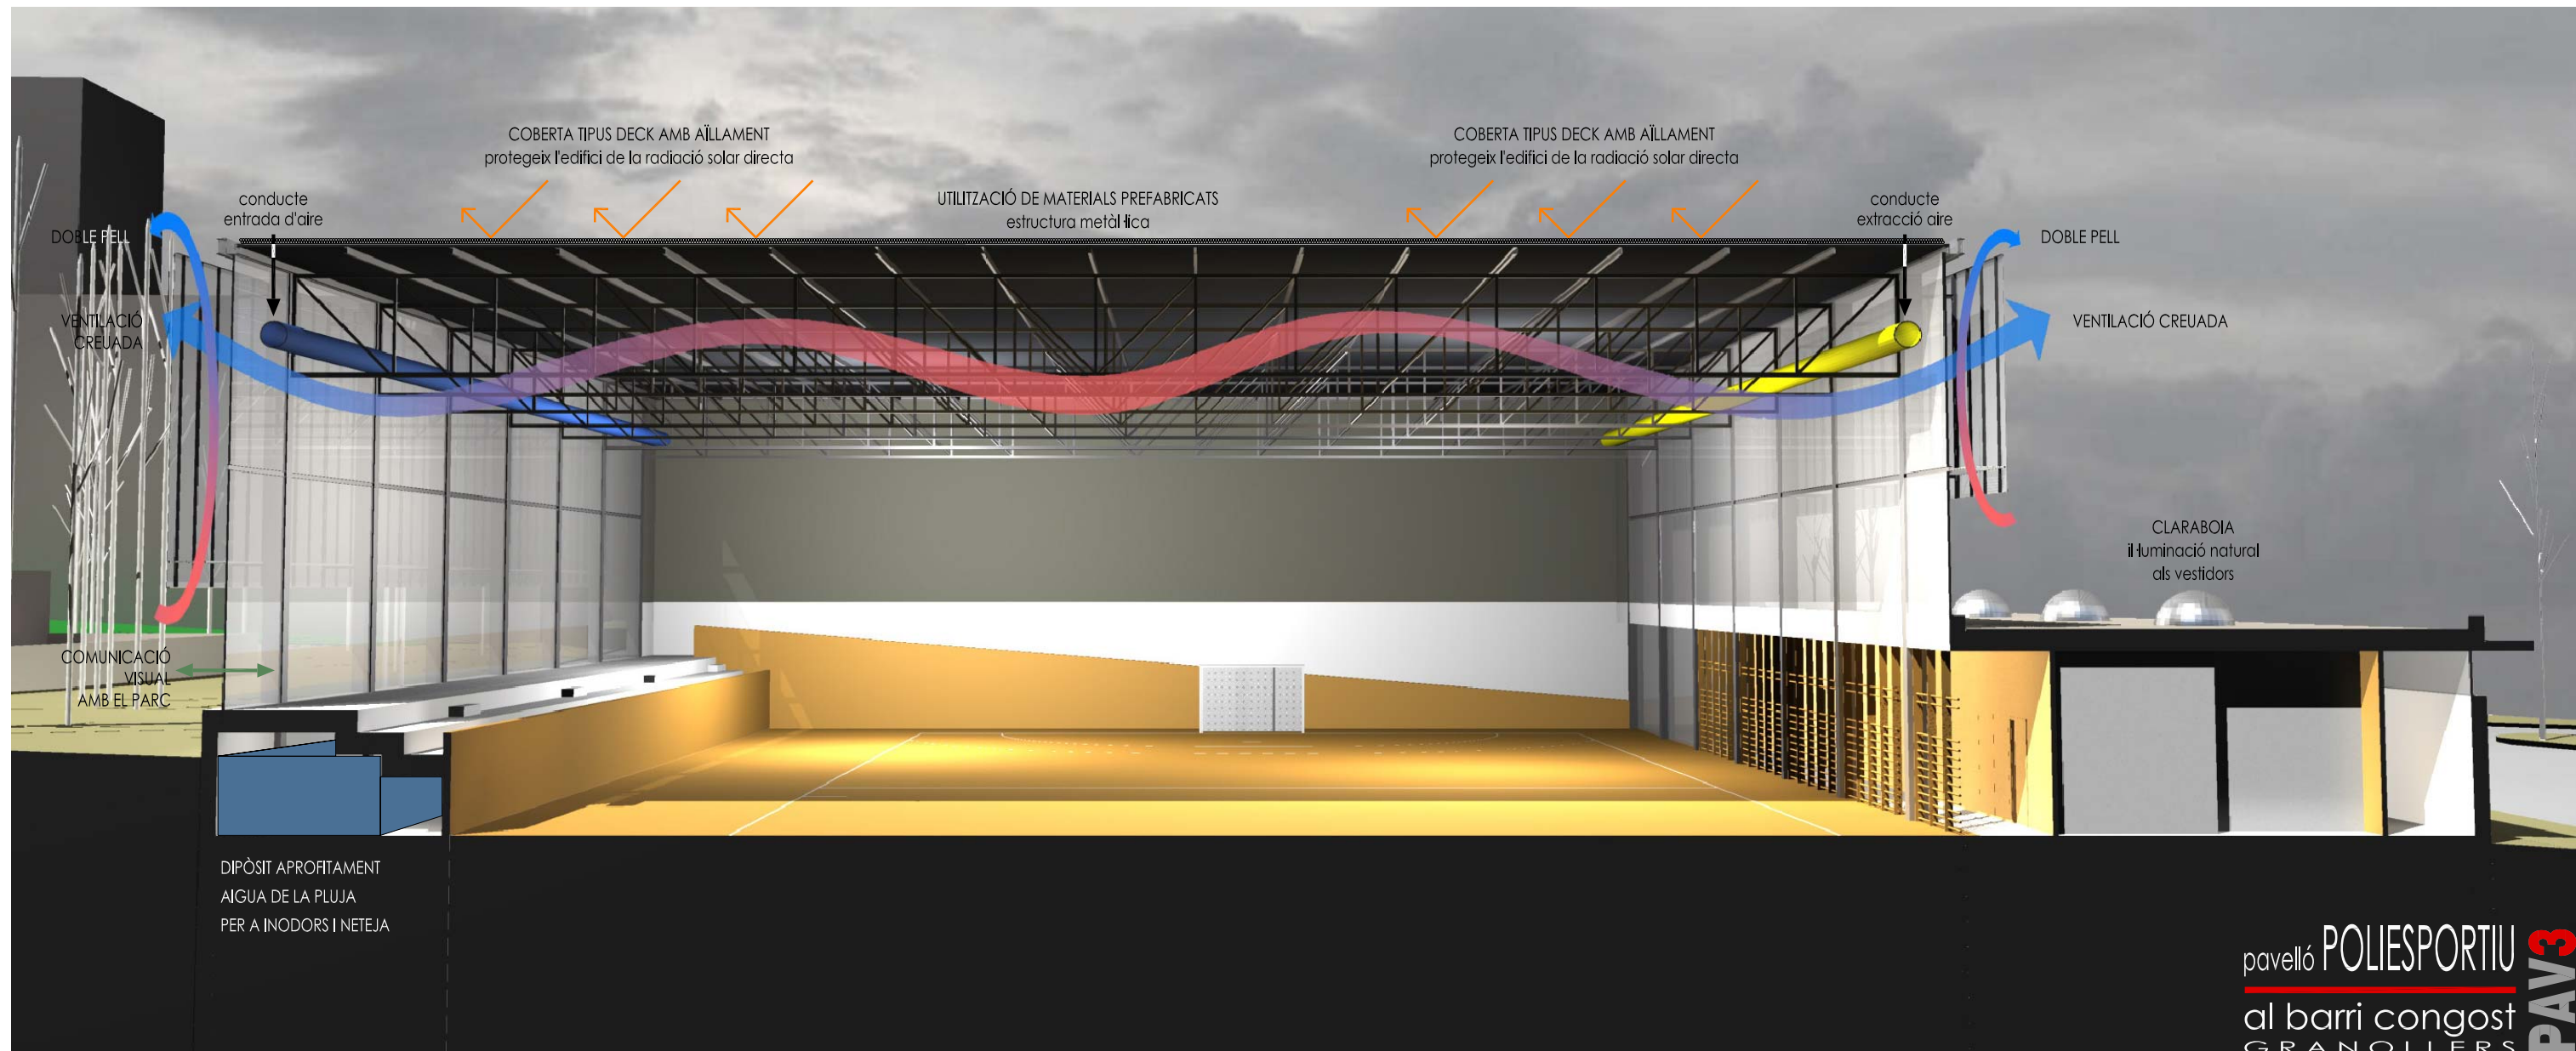 COBERTA TIPUS DECK AMB AÏLLAMENT
protegeix l'edifici de la radiació solar directa
COBERTA TIPUS DECK AMB AÏLLAMENT
protegeix l'edifici de la radiació solar directa
conducte
entrada d'aire
UTILITZACIÓ DE MATERIALS PREFABRICATS
estructura metàl·lica
conducte
extracció aire
DOBLE PELL
DOBLE PELL
VENTILACIÓ
CREUADA
VENTILACIÓ CREUADA
CLARABOIA
il·luminació natural
als vestidors
COMUNICACIÓ
VISUAL
AMB EL PARC
DIPÒSIT APROFITAMENT
AIGUA DE LA PLUJA
PER A INODORS I NETEJA
pavelló POLIESPORTIU
al barri congost
GRANOLLERS
PAV3